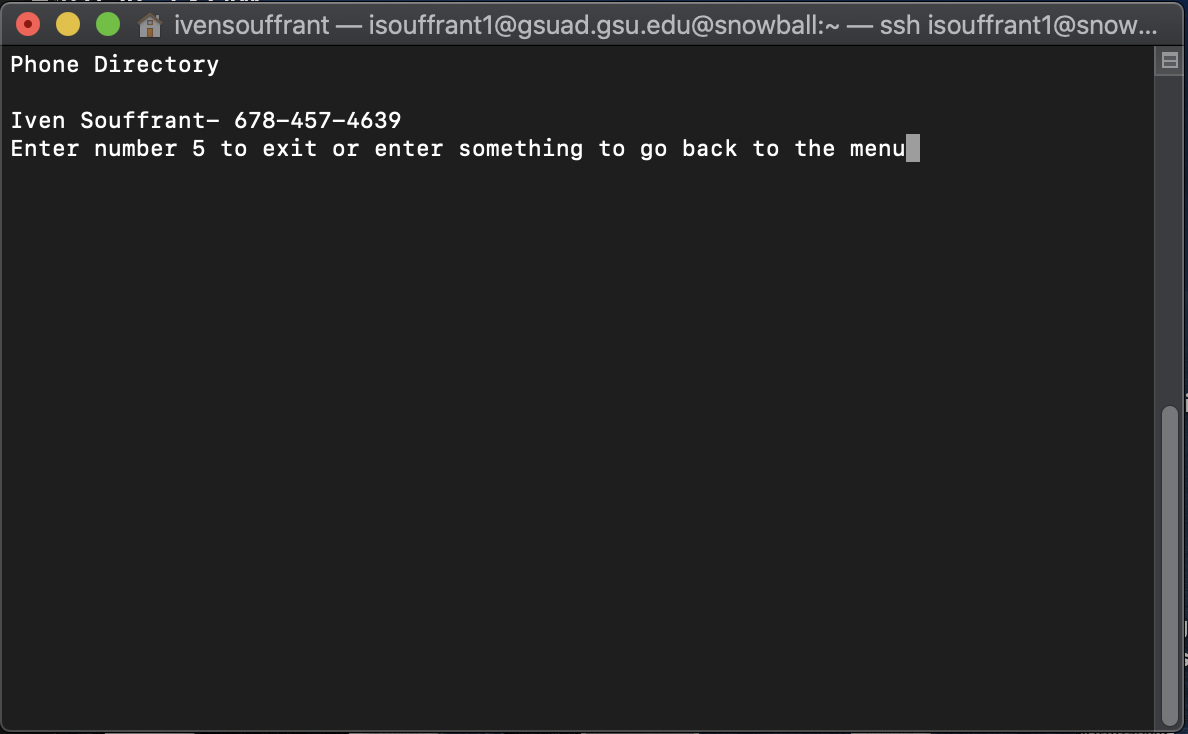 ivensouffrant — isouffrant1@gsuad.gsu.edu@snowball:~ — ssh isouffrant1@snow...
Phone Directory
Iven Souffrant- 678-457-4639
Enter number 5 to exit or enter something to go back to the menu